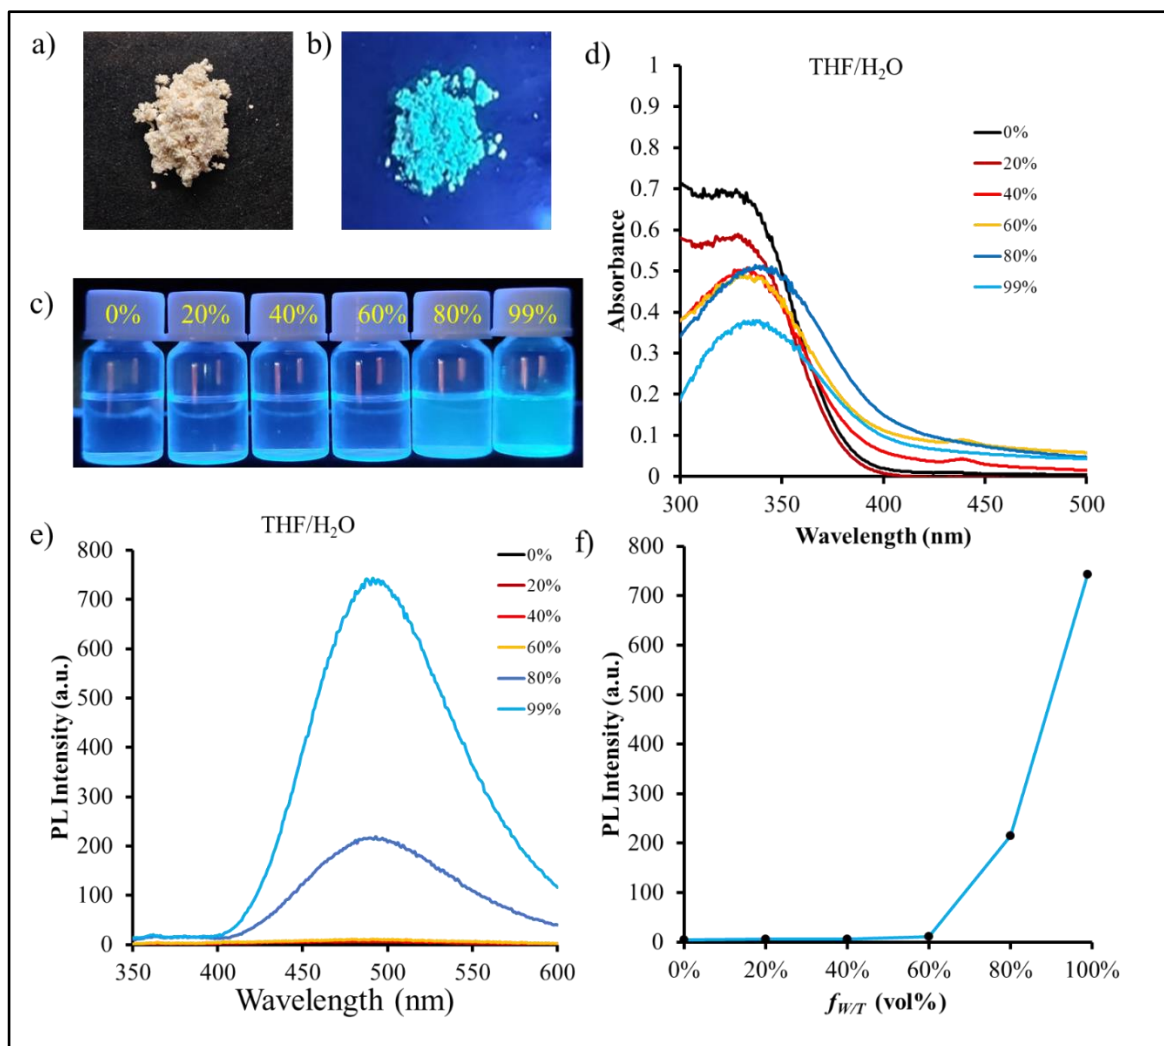 a)
b)
c)
0% 20% 40% 60% 80% 99%
d)
THF/H₂O
1
0.9
0.8
0.7
0.6
0.5
0.4
0.3
0.2
0.1
0
Absorbance
0%
20%
40%
60%
80%
99%
300 350 400 450 500
Wavelength (nm)
e)
THF/H₂O
800
700
600
500
400
300
200
100
0
PL Intensity (a.u.)
0%
20%
40%
60%
80%
99%
350 400 450 500 550 600
Wavelength (nm)
f)
800
700
600
500
400
300
200
100
0
PL Intensity (a.u.)
0% 20% 40% 60% 80% 100%
f_W/T (vol%)